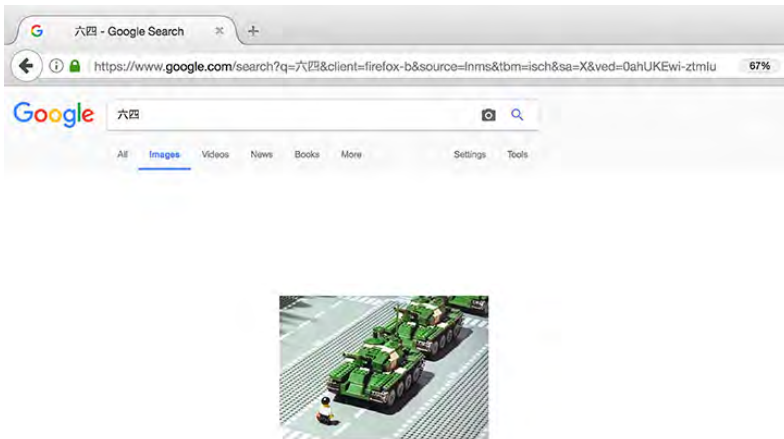 六四 - Google Search
https://www.google.com/search?q=六四&client=firefox-b&source=lnms&tbm=isch&sa=X&ved=0ahUKEwi-ztmlu
67%
Google
六四
All Images Videos News Books More Settings Tools